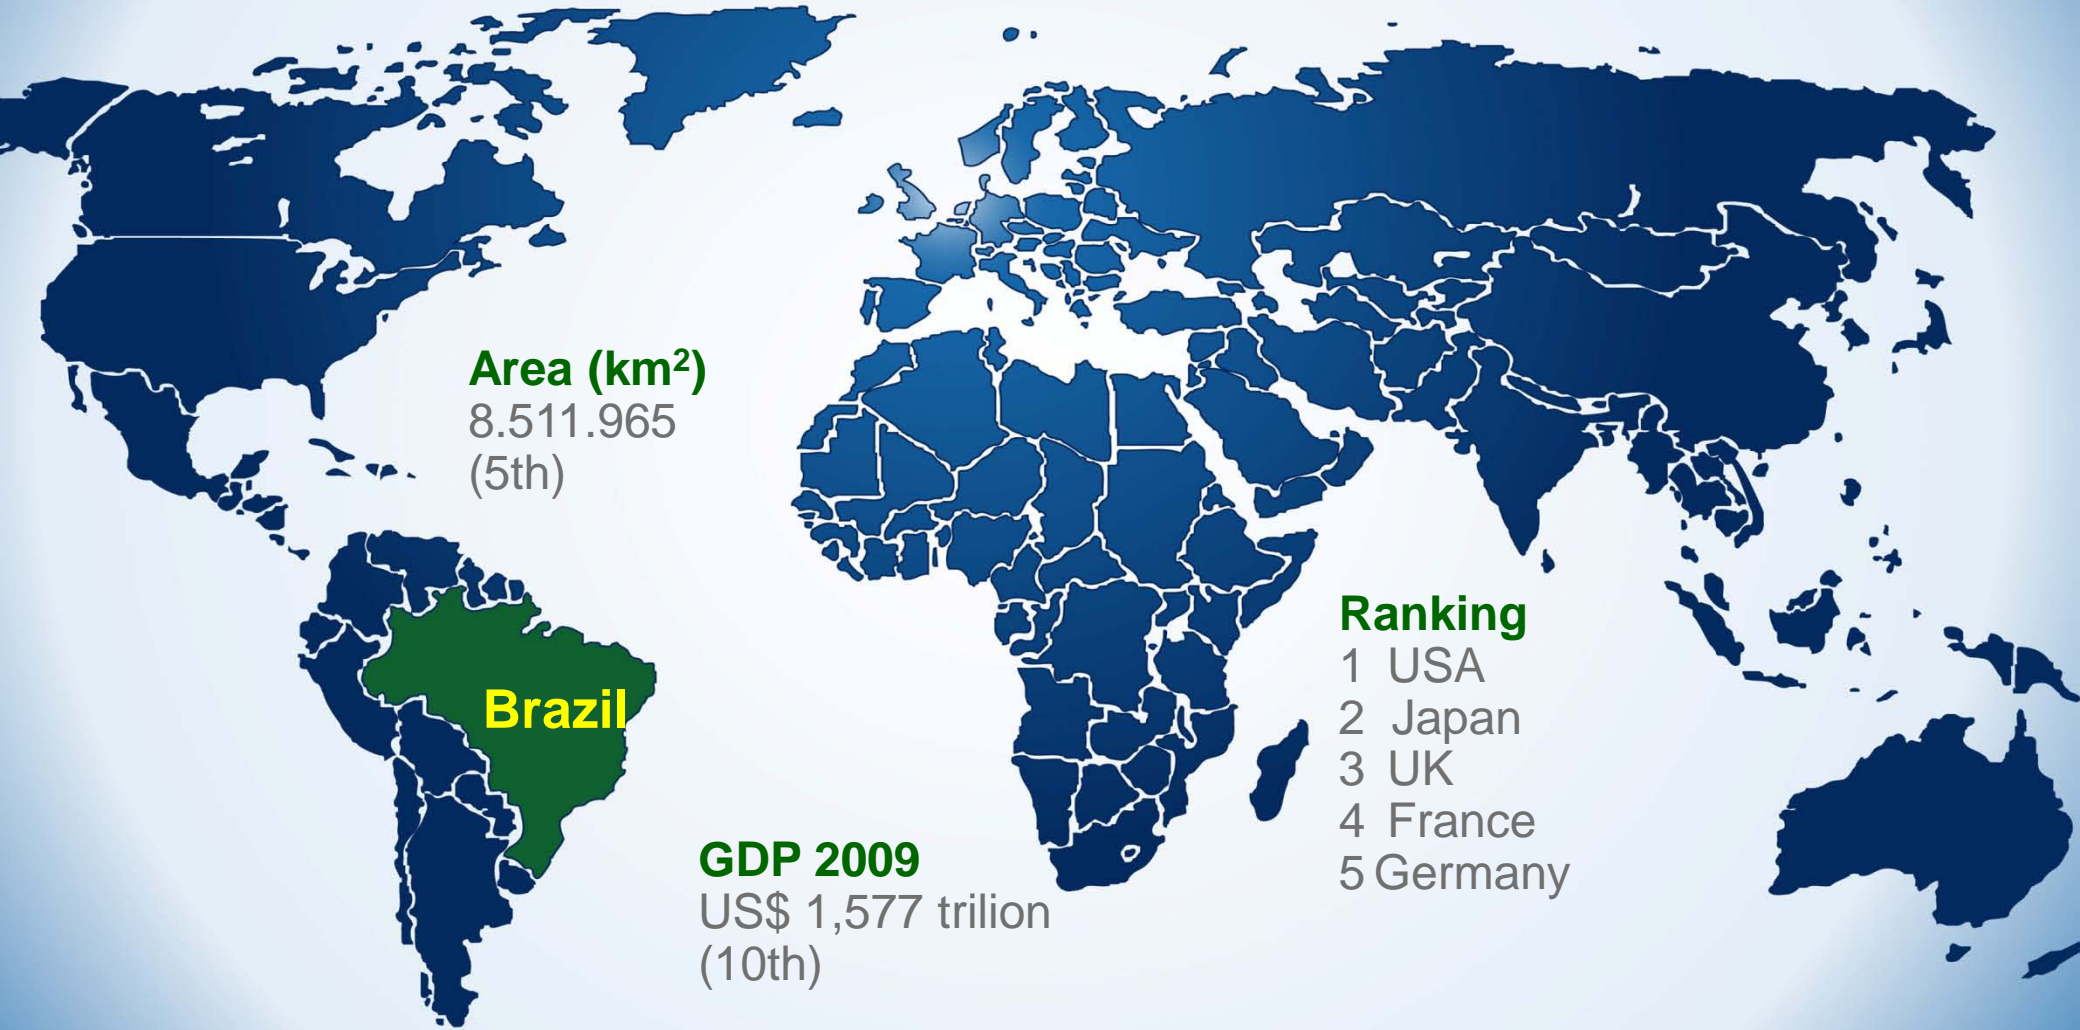 Area (km²)
8.511.965
(5th)
Brazil
GDP 2009
US$ 1,577 trilion
(10th)
Ranking
1 USA
2 Japan
3 UK
4 France
5 Germany